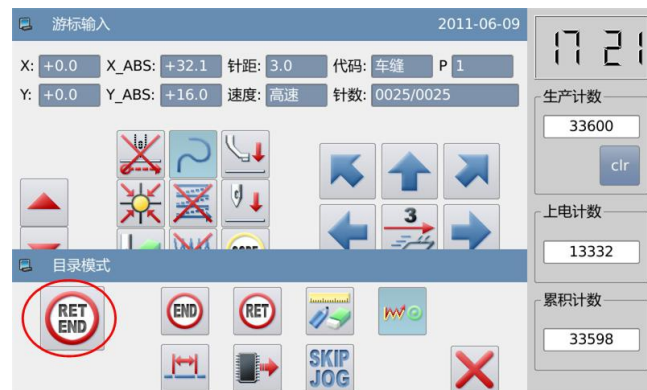 游标输入 2011-06-09
17 21
X: +0.0 X_ABS: +32.1 针距: 3.0 代码: 车缝 P 1
Y: +0.0 Y_ABS: +16.0 速度: 高速 针数: 0025/0025
生产计数
33600
clr
上电计数
3
13332
目录模式
累积计数
33598
RET
END
END
RET
SKIP
JOG